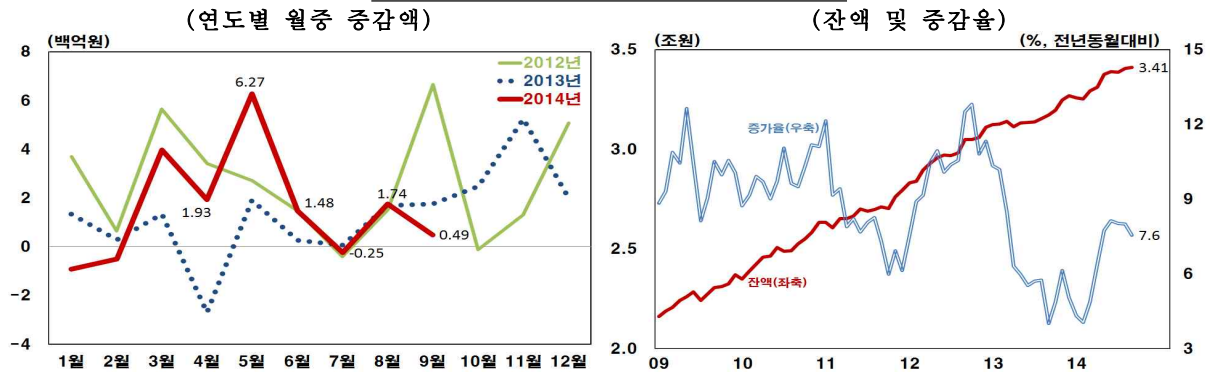 (연도별 월중 증감액)
(백억원)
8
6
4
2
0
−2
−4
2012년
2013년
2014년
6.27
1.93
1.48
-0.25
1.74
0.49
1월 2월 3월 4월 5월 6월 7월 8월 9월 10월 11월 12월
(잔액 및 증감율)
(조원)
(%, 전년동월대비)
3.5
3.0
2.5
2.0
15
12
9
6
3
3.41
증가율(우축)
7.6
잔액(좌축)
09 10 11 12 13 14